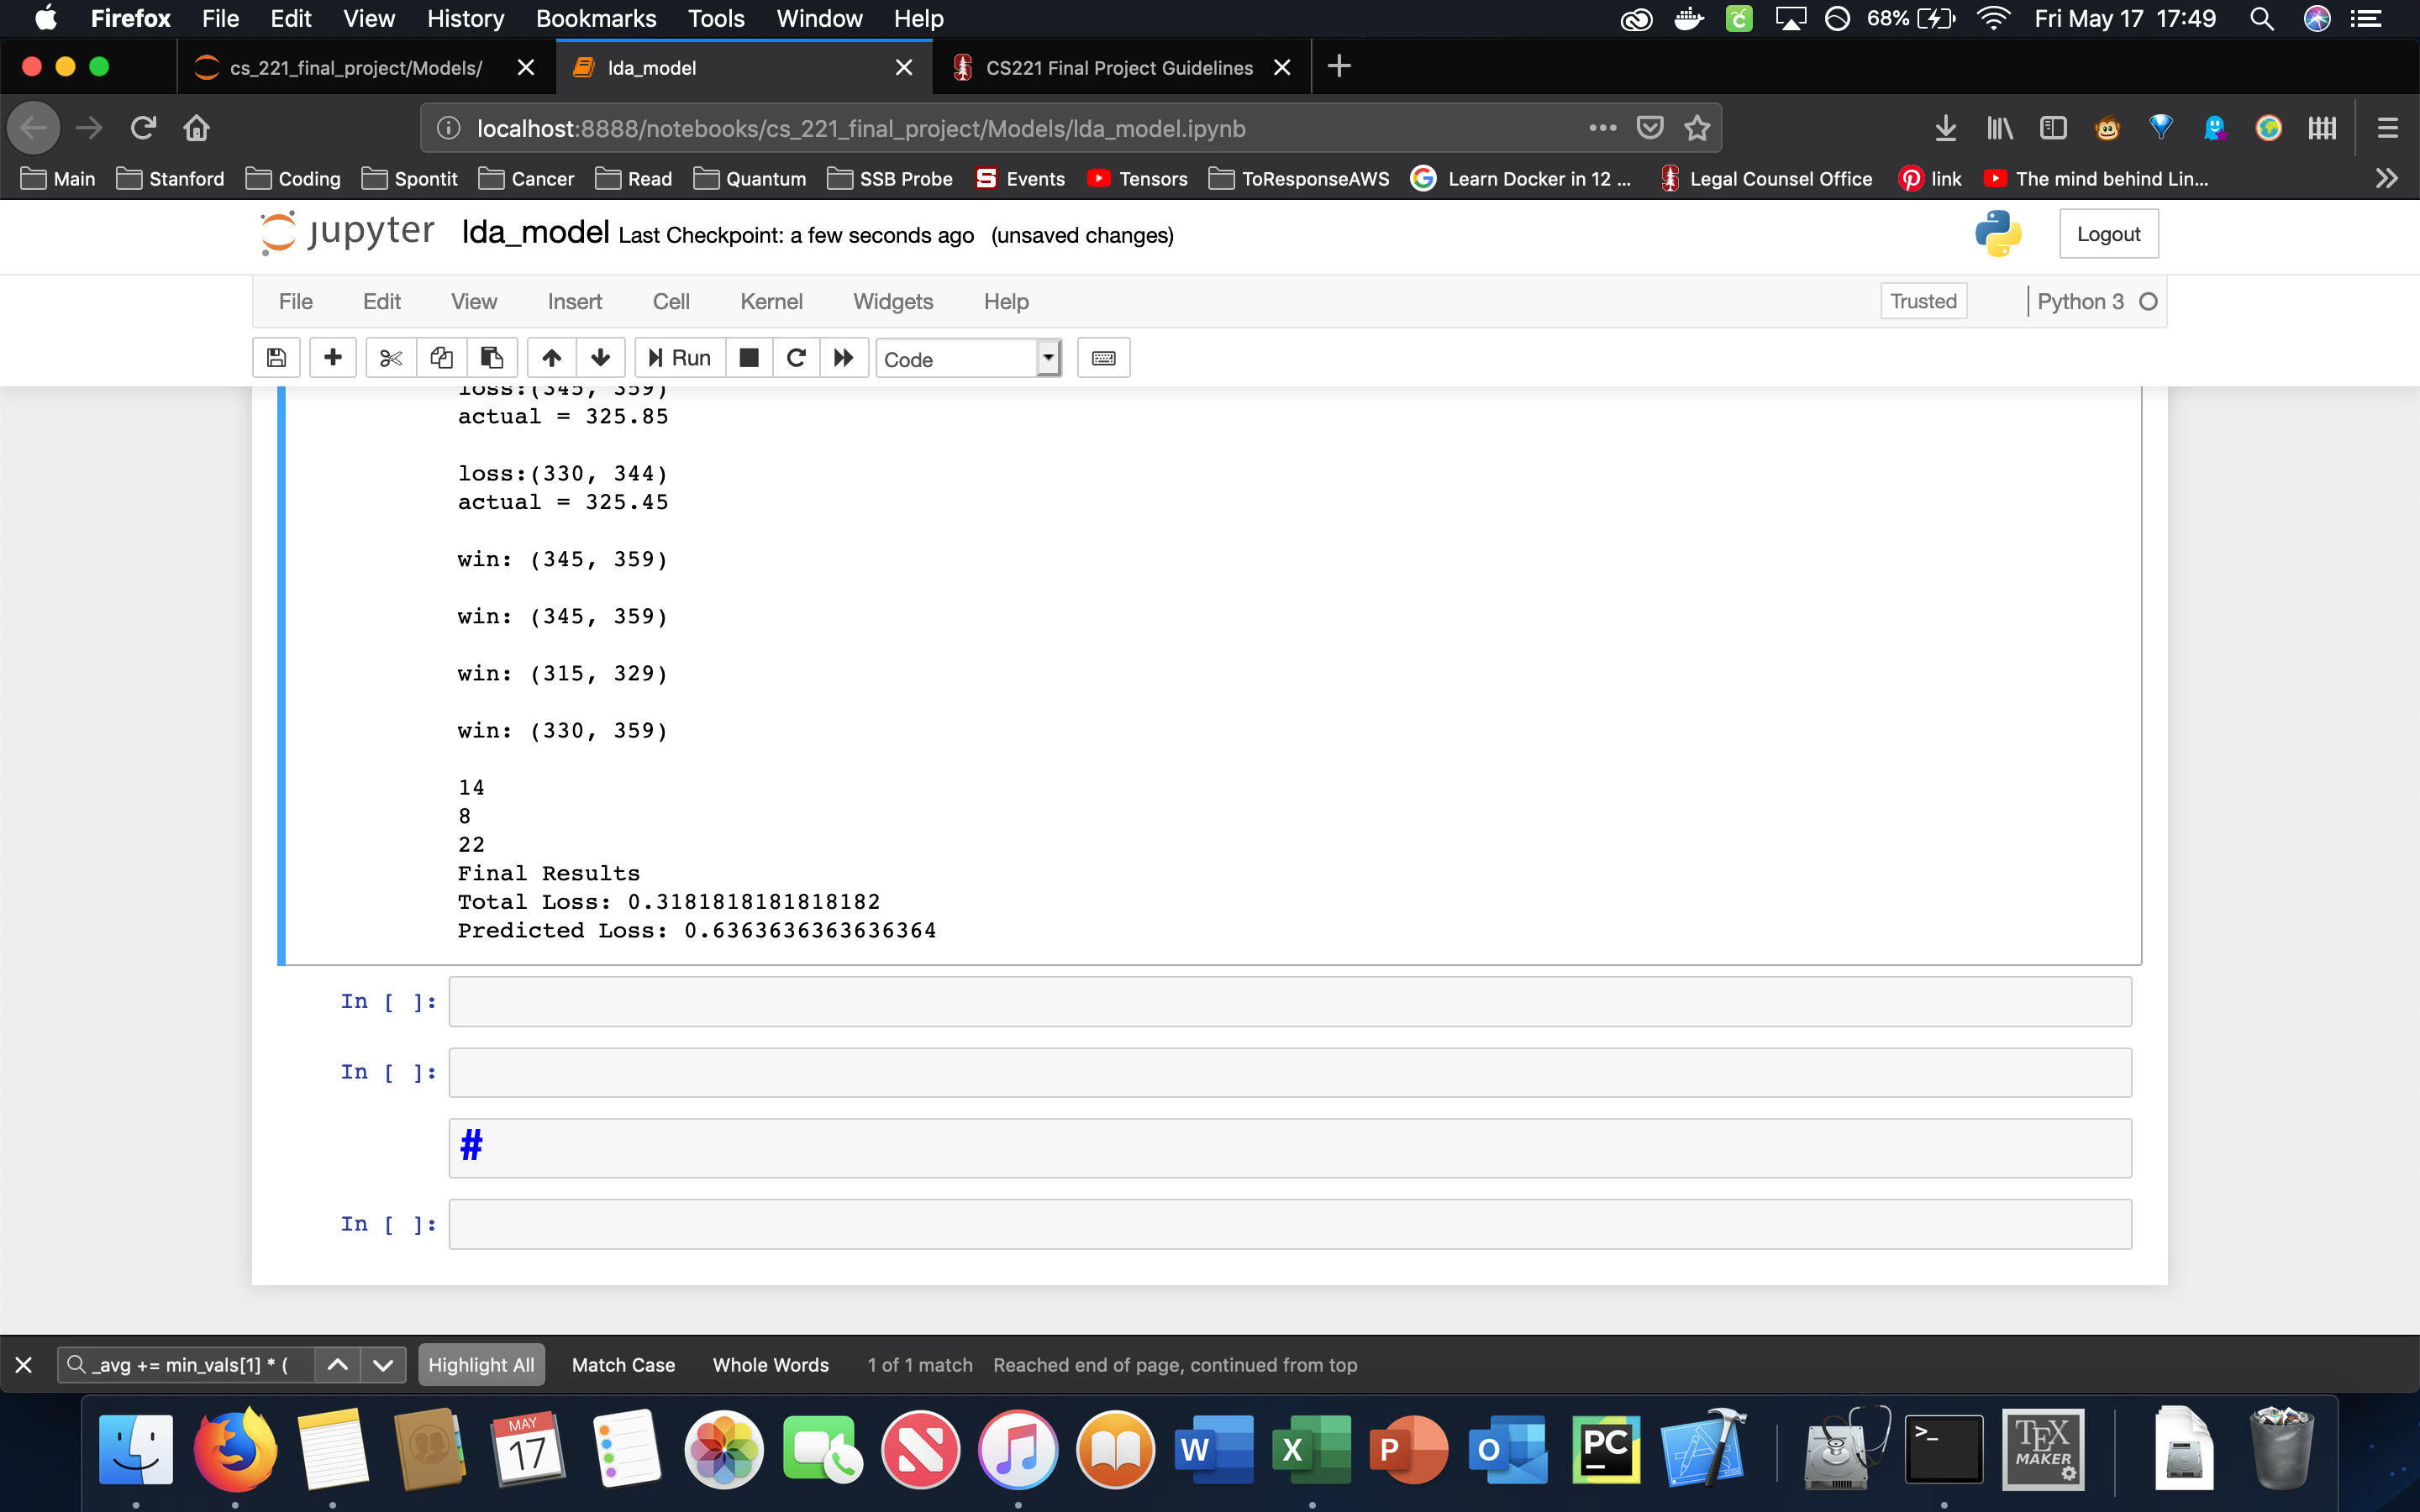 Firefox File Edit View History Bookmarks Tools Window Help 68% Fri May 17 17:49
cs_221_final_project/Models/ lda_model CS221 Final Project Guidelines
localhost:8888/notebooks/cs_221_final_project/Models/lda_model.ipynb
Main Stanford Coding Spontit Cancer Read Quantum SSB Probe Events Tensors ToResponseAWS Learn Docker in 12 ... Legal Counsel Office link The mind behind Lin...
jupyter lda_model Last Checkpoint: a few seconds ago (unsaved changes) Logout
File Edit View Insert Cell Kernel Widgets Help Trusted Python 3
Run Code
loss:(345, 359)
actual = 325.85
loss:(330, 344)
actual = 325.45
win: (345, 359)
win: (345, 359)
win: (315, 329)
win: (330, 359)
14
8
22
Final Results
Total Loss: 0.3181818181818182
Predicted Loss: 0.6363636363636364
In [ ]:
In [ ]:
#
In [ ]:
_avg += min_vals[1] * ( Highlight All Match Case Whole Words 1 of 1 match Reached end of page, continued from top
MAY
17
W X P O PC >_ TEX
MAKER